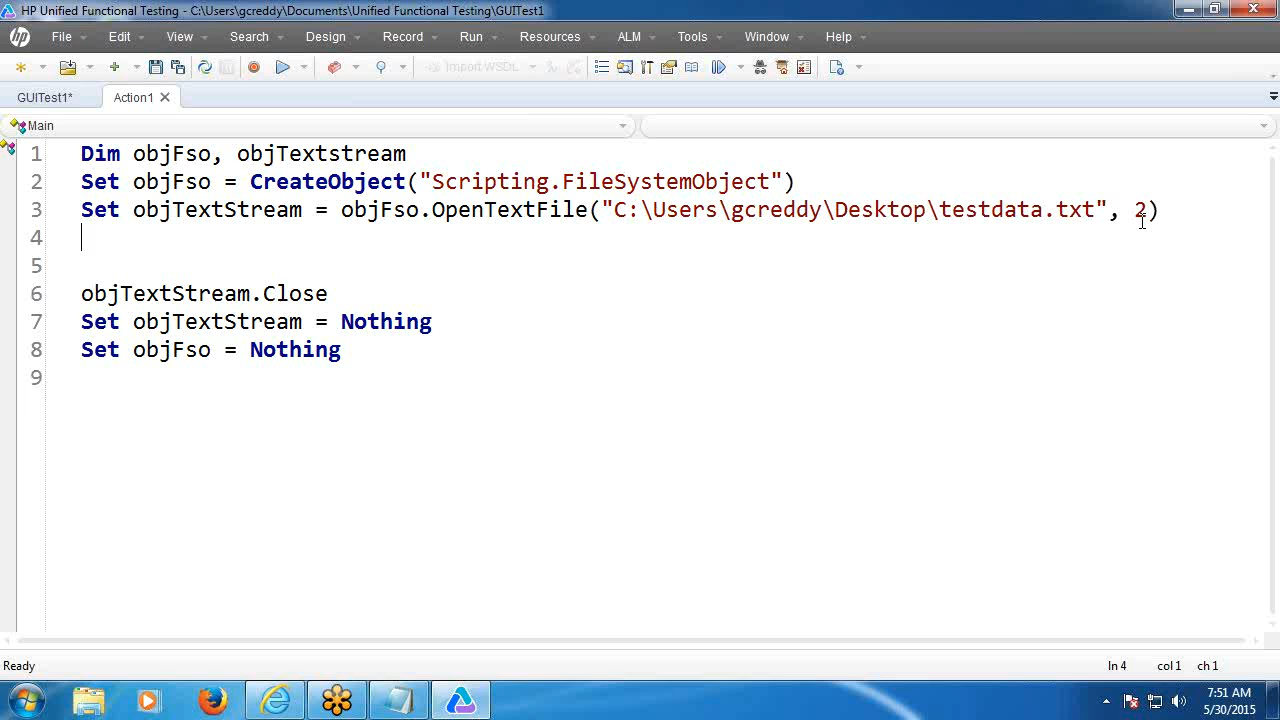 HP Unified Functional Testing - C:\Users\gcreddy\Documents\Unified Functional Testing\GUITest1
hp File Edit View Search Design Record Run Resources ALM Tools Window Help
Import WSDL
GUITest1* Action1
Main
1 Dim objFso, objTextstream
2 Set objFso = CreateObject("Scripting.FileSystemObject")
3 Set objTextStream = objFso.OpenTextFile("C:\Users\gcreddy\Desktop\testdata.txt", 2)
4
5
6 objTextStream.Close
7 Set objTextStream = Nothing
8 Set objFso = Nothing
9
Ready ln 4 col 1 ch 1
7:51 AM
5/30/2015